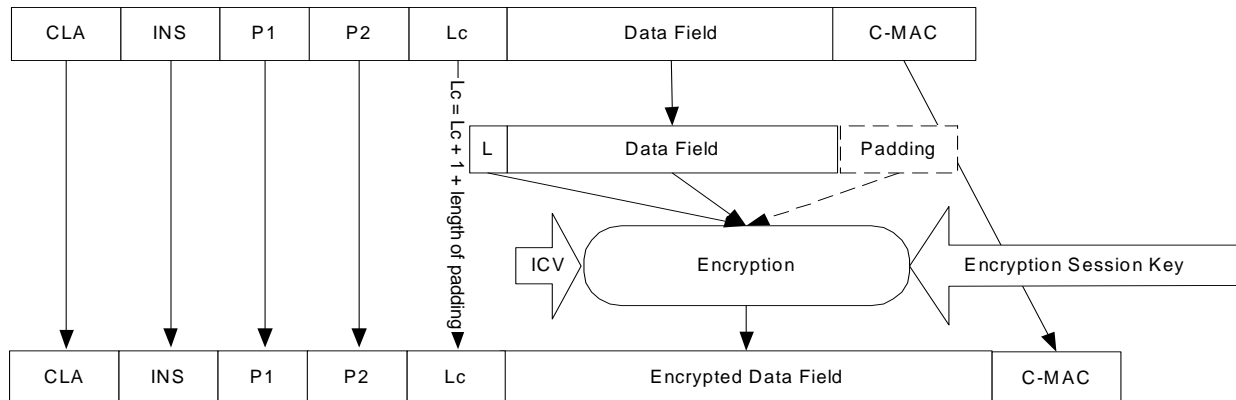 CLA INS P1 P2 Lc Data Field C-MAC
Lc = Lc + 1 + length of padding
L Data Field Padding
ICV Encryption Encryption Session Key
CLA INS P1 P2 Lc Encrypted Data Field C-MAC